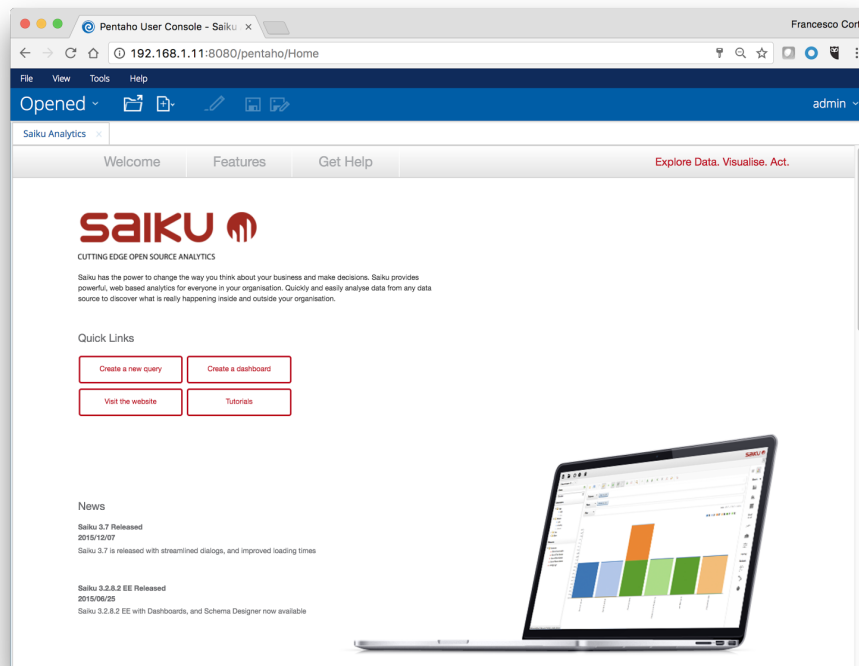 Pentaho User Console - Saiku
Francesco Cort
192.168.1.11:8080/pentaho/Home
File View Tools Help
Opened
admin
Saiku Analytics
Welcome Features Get Help
Explore Data. Visualise. Act.
saiku
CUTTING EDGE OPEN SOURCE ANALYTICS
Saiku has the power to change the way you think about your business and make decisions. Saiku provides
powerful, web based analytics for everyone in your organisation. Quickly and easily analyse data from any data
source to discover what is really happening inside and outside your organisation.
Quick Links
Create a new query Create a dashboard
Visit the website Tutorials
News
Saiku 3.7 Released
2015/12/07
Saiku 3.7 is released with streamlined dialogs, and improved loading times
Saiku 3.2.8.2 EE Released
2015/06/25
Saiku 3.2.8.2 EE with Dashboards, and Schema Designer now available
saiku